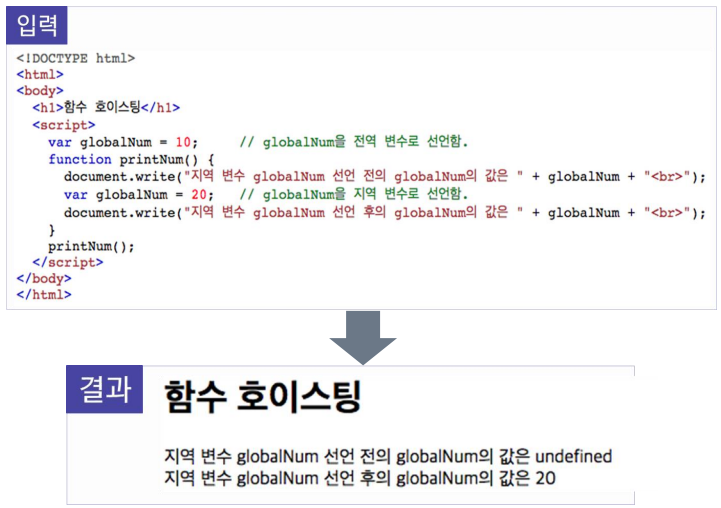 입력
<!DOCTYPE html>
<html>
<body>
<h1>함수 호이스팅</h1>
<script>
var globalNum = 10; // globalNum을 전역 변수로 선언함.
function printNum() {
document.write("지역 변수 globalNum 선언 전의 globalNum의 값은 " + globalNum + "<br>");
var globalNum = 20; // globalNum을 지역 변수로 선언함.
document.write("지역 변수 globalNum 선언 후의 globalNum의 값은 " + globalNum + "<br>");
}
printNum();
</script>
</body>
</html>
결과
함수 호이스팅
지역 변수 globalNum 선언 전의 globalNum의 값은 undefined
지역 변수 globalNum 선언 후의 globalNum의 값은 20